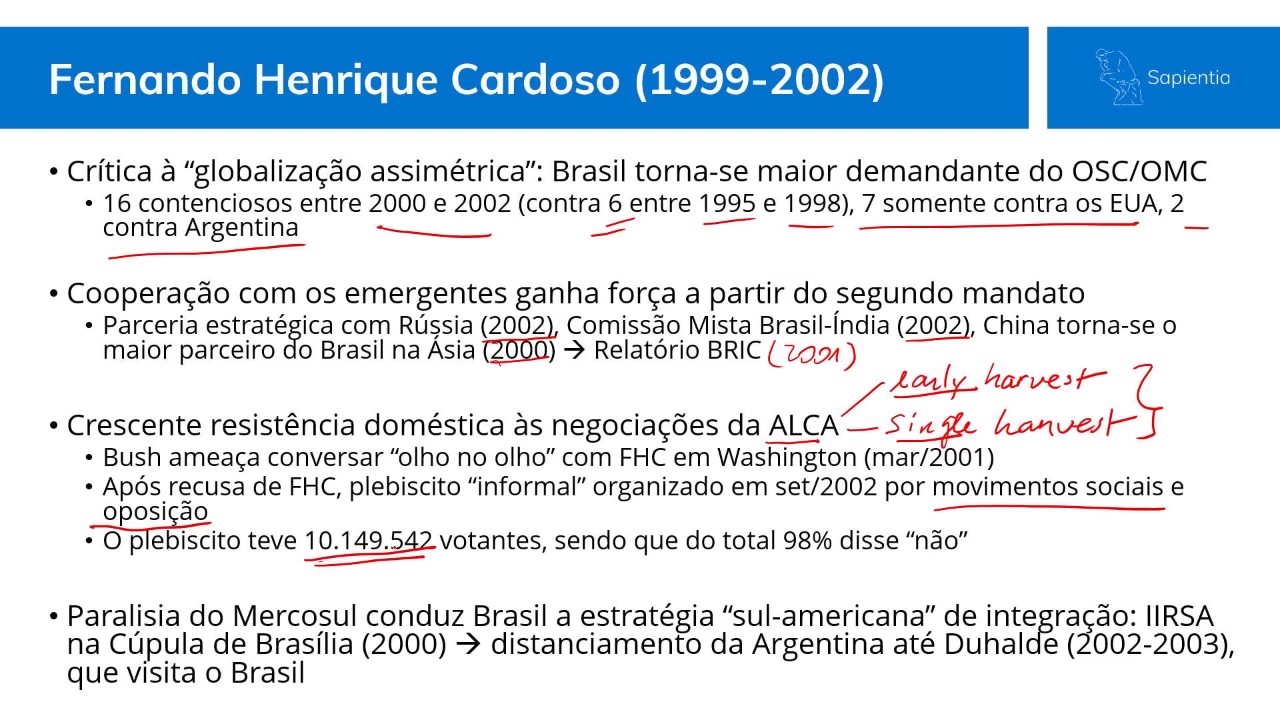 Fernando Henrique Cardoso (1999-2002)
Sapientia
• Crítica à “globalização assimétrica”: Brasil torna-se maior demandante do OSC/OMC
• 16 contenciosos entre 2000 e 2002 (contra 6 entre 1995 e 1998), 7 somente contra os EUA, 2
contra Argentina
• Cooperação com os emergentes ganha força a partir do segundo mandato
• Parceria estratégica com Rússia (2002), Comissão Mista Brasil-Índia (2002), China torna-se o
maior parceiro do Brasil na Ásia (2000) → Relatório BRIC (2001)
early harvest
• Crescente resistência doméstica às negociações da ALCA single harvest
• Bush ameaça conversar “olho no olho” com FHC em Washington (mar/2001)
• Após recusa de FHC, plebiscito “informal” organizado em set/2002 por movimentos sociais e
oposição
• O plebiscito teve 10.149.542 votantes, sendo que do total 98% disse “não”
• Paralisia do Mercosul conduz Brasil a estratégia “sul-americana” de integração: IIRSA
na Cúpula de Brasília (2000) → distanciamento da Argentina até Duhalde (2002-2003),
que visita o Brasil